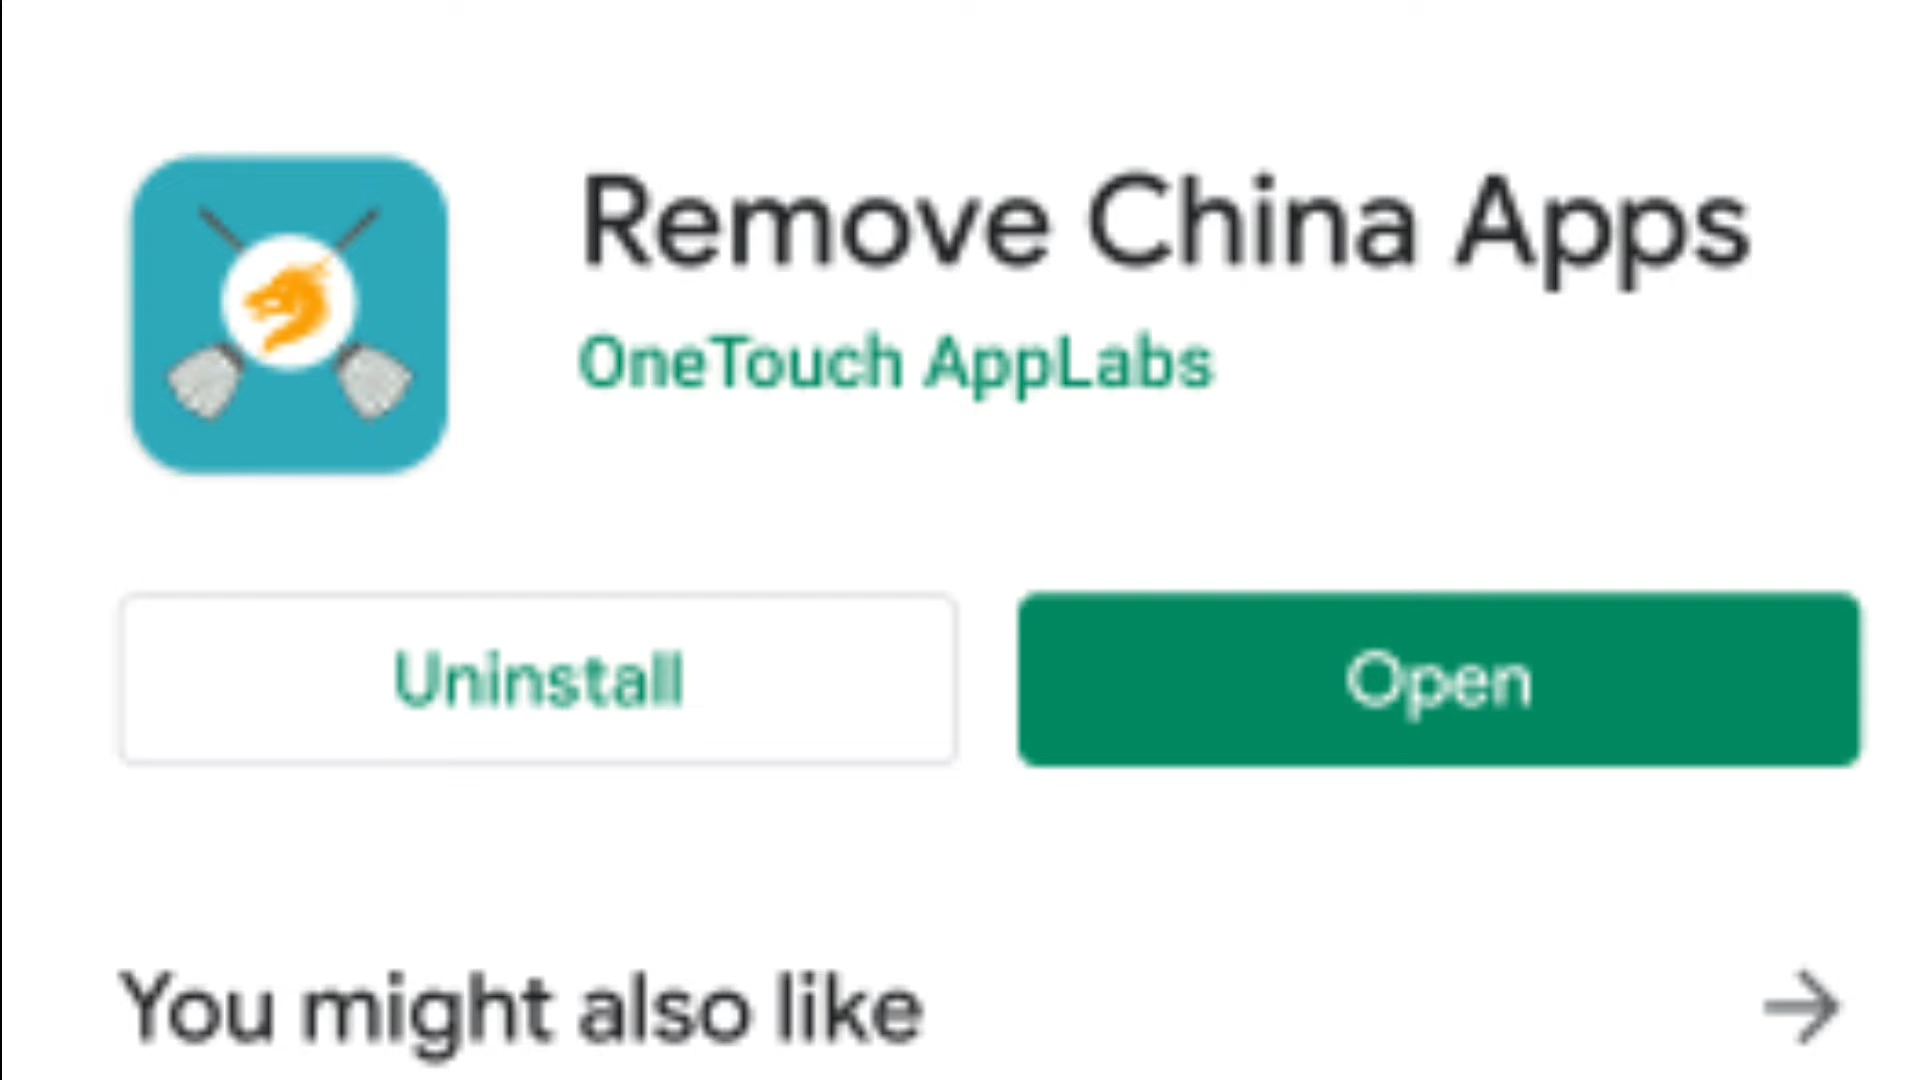 Remove China Apps
OneTouch AppLabs
Uninstall
Open
You might also like